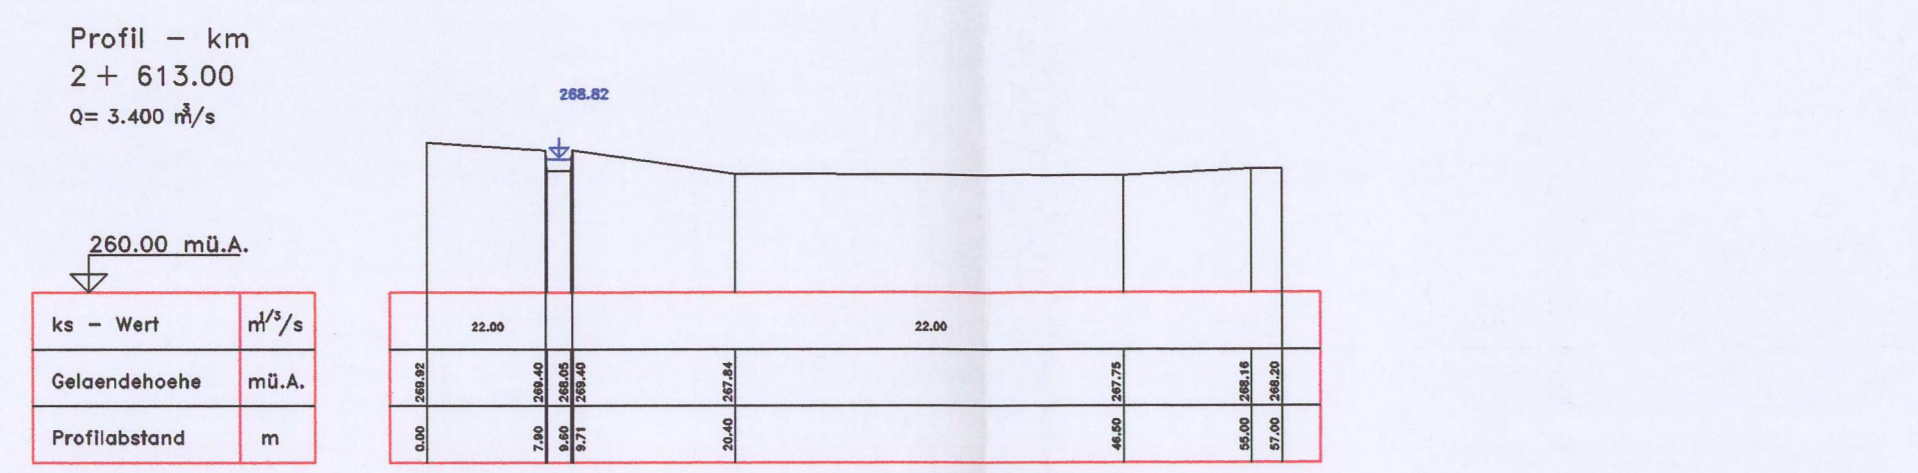 Profil - km
2 + 613.00
Q= 3.400 m³/s
268.82
260.00 mü.A.
ks - Wert m^1/3/s 22.00 22.00
Gelaendehoehe mü.A. 269.92 269.40 268.05 269.40 267.84 267.75 268.16 268.20
Profilabstand m 0.00 7.90 9.60 9.71 20.40 46.50 55.00 57.00